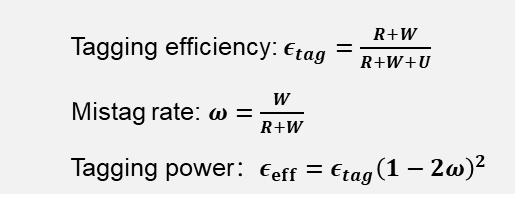 Tagging efficiency: ϵ_tag = (R+W)/(R+W+U)
Mistag rate: ω = W/(R+W)
Tagging power: ϵ_eff = ϵ_tag(1 − 2ω)²